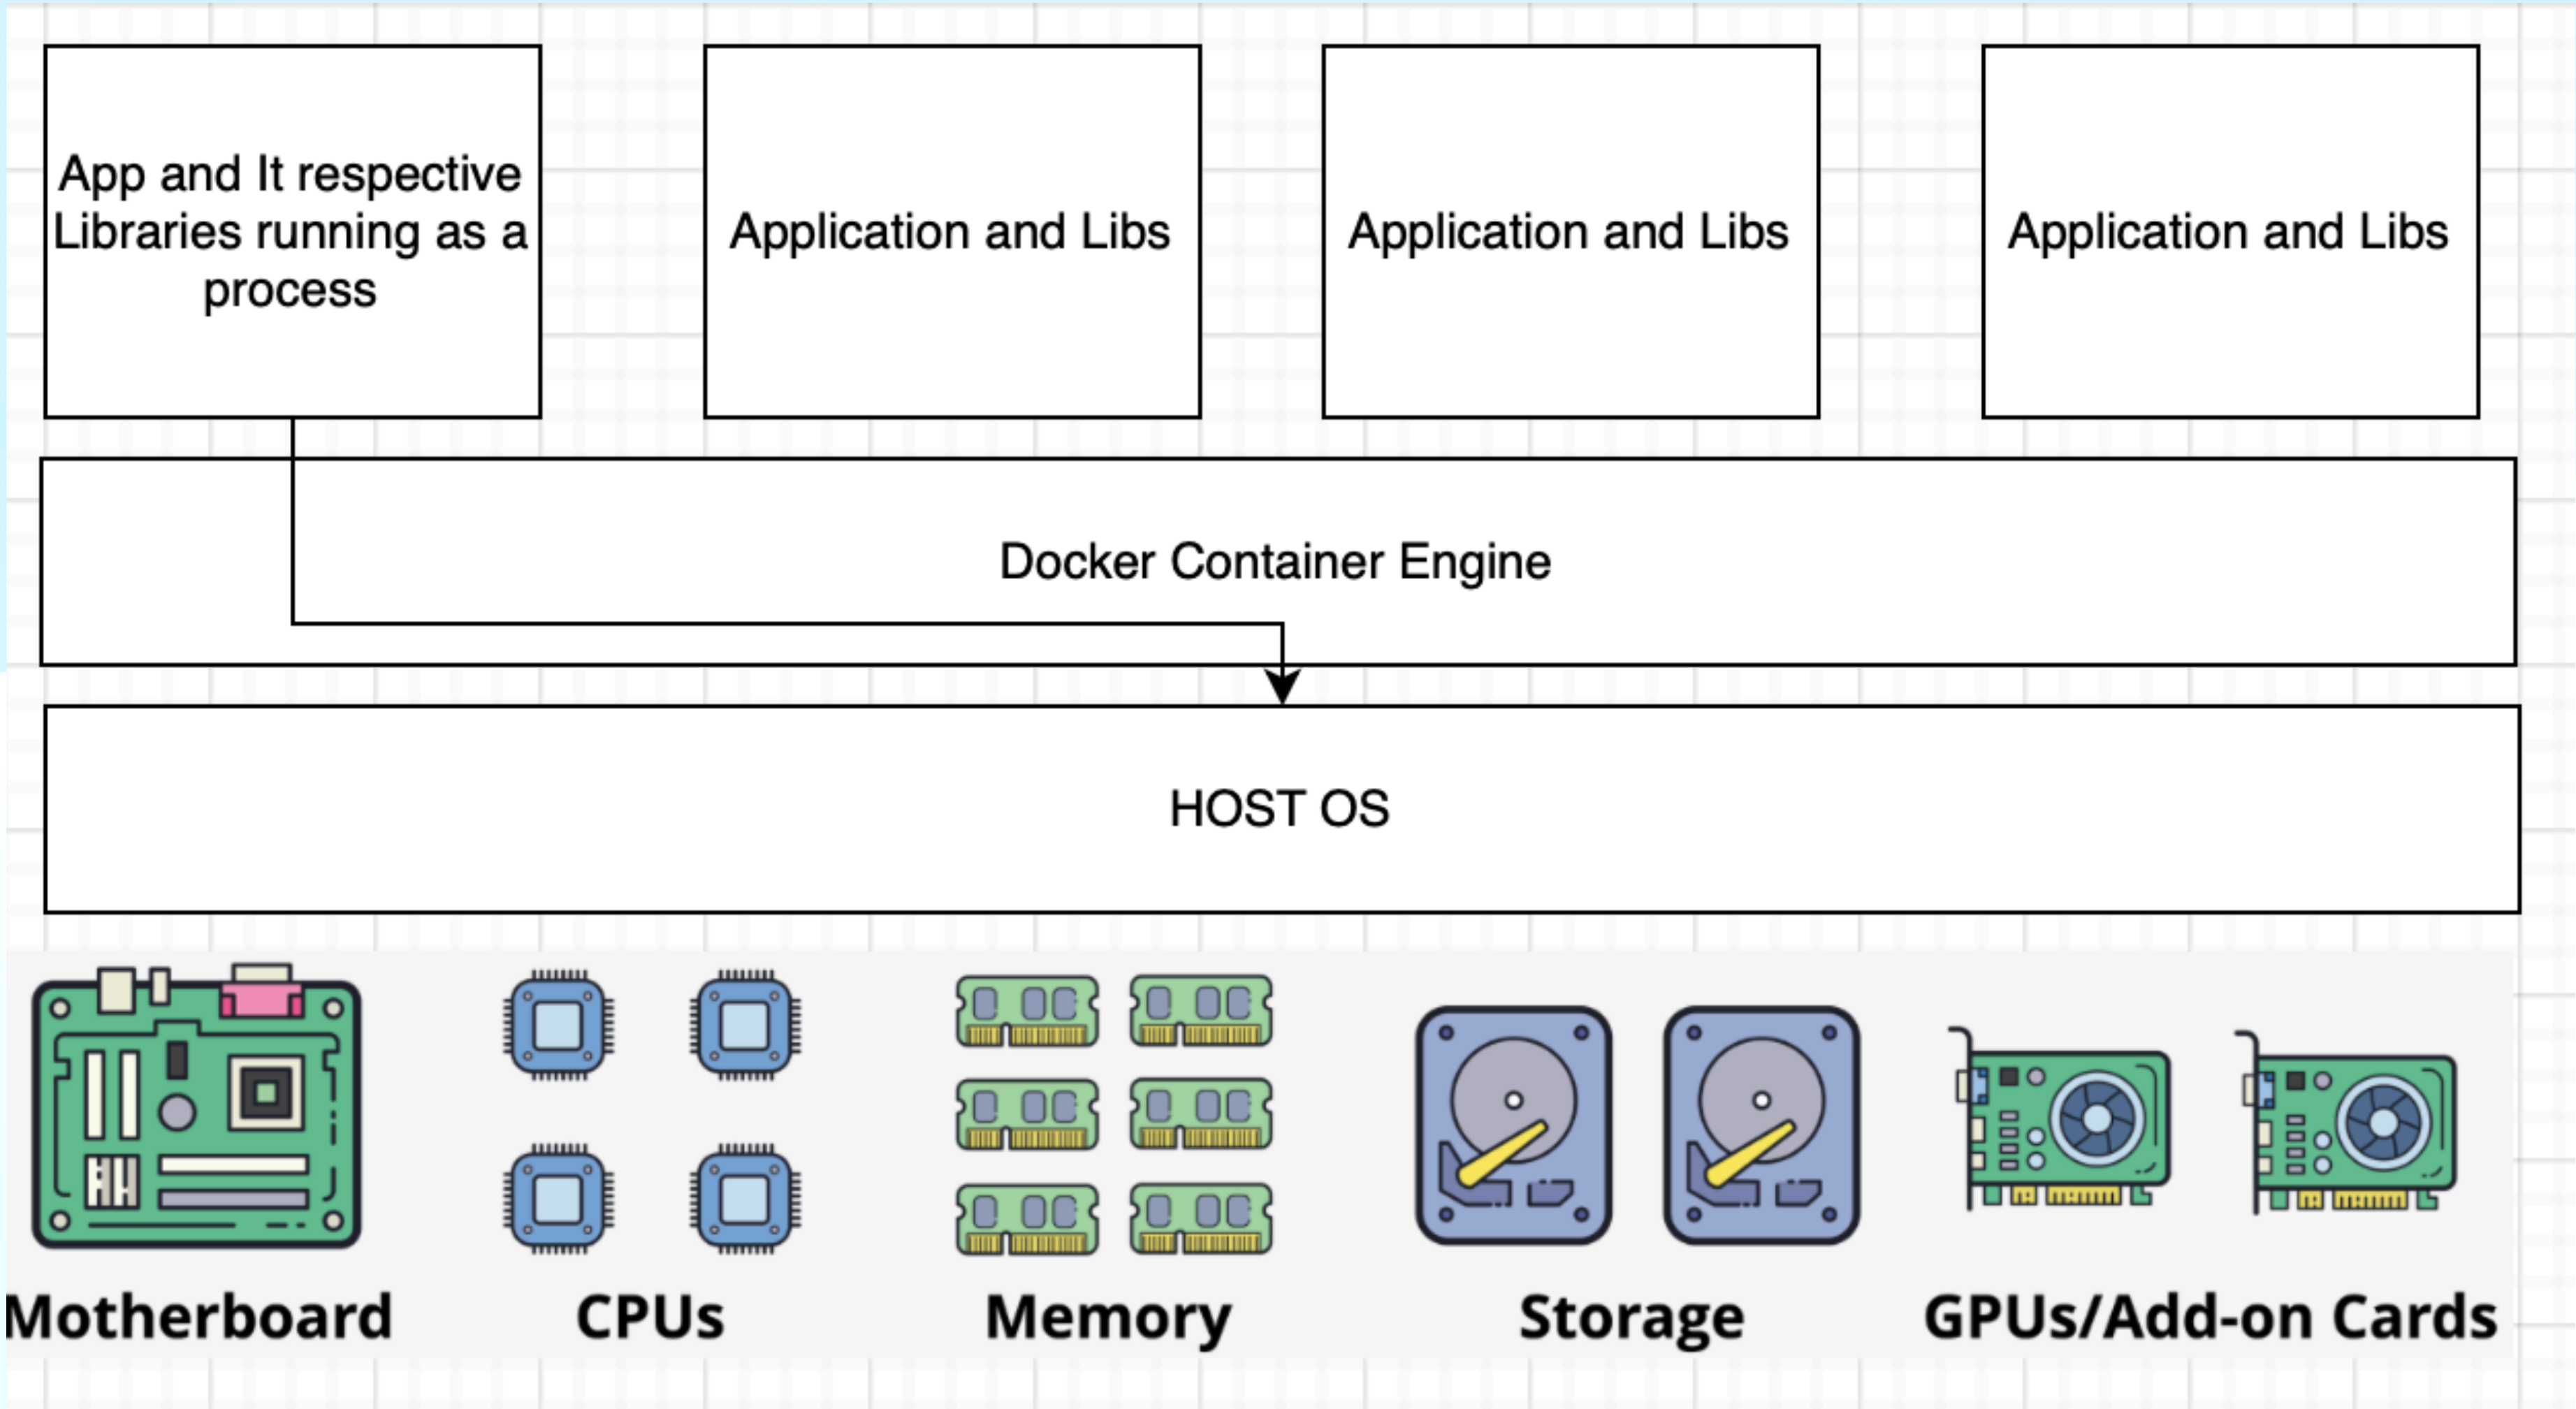 App and It respective
Libraries running as a
process
Application and Libs
Application and Libs
Application and Libs
Docker Container Engine
HOST OS
Motherboard
CPUs
Memory
Storage
GPUs/Add-on Cards